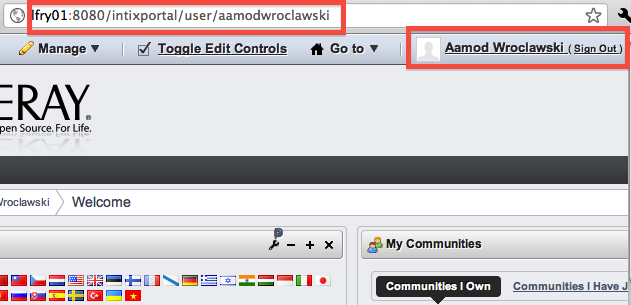 lfry01:8080/intixportal/user/aamodwroclawski
Manage Toggle Edit Controls Go to Aamod Wroclawski ( Sign Out )
ERAY.
pen Source. For Life.
Wroclawski Welcome
My Communities
Communities I Own Communities I Have J